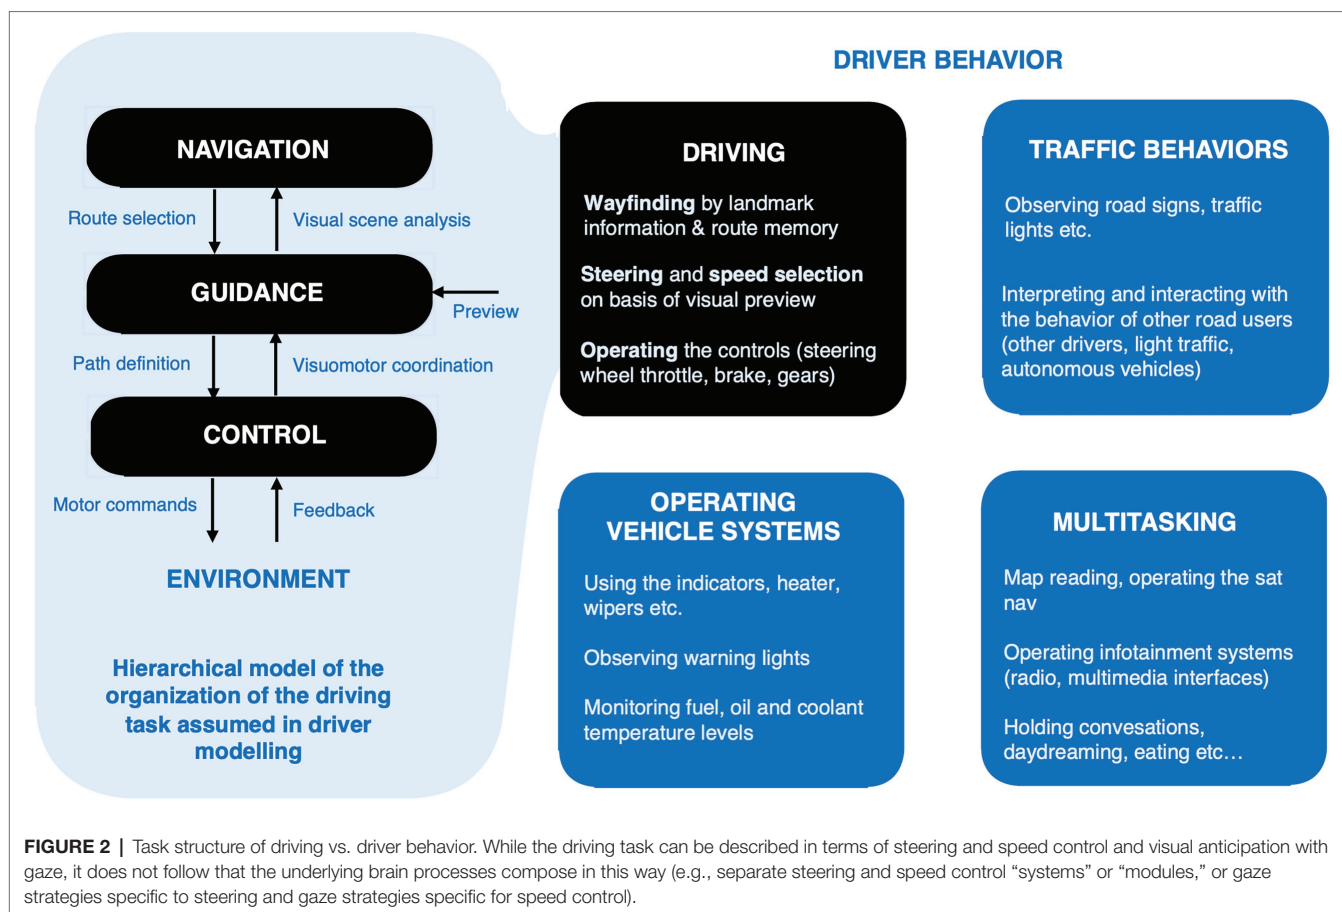 DRIVER BEHAVIOR
NAVIGATION
Route selection
Visual scene analysis
GUIDANCE
Preview
Path definition
Visuomotor coordination
CONTROL
Motor commands
Feedback
ENVIRONMENT
Hierarchical model of the
organization of the driving
task assumed in driver
modelling
DRIVING
Wayfinding by landmark
information & route memory
Steering and speed selection
on basis of visual preview
Operating the controls (steering
wheel throttle, brake, gears)
TRAFFIC BEHAVIORS
Observing road signs, traffic
lights etc.
Interpreting and interacting with
the behavior of other road users
(other drivers, light traffic,
autonomous vehicles)
OPERATING
VEHICLE SYSTEMS
Using the indicators, heater,
wipers etc.
Observing warning lights
Monitoring fuel, oil and coolant
temperature levels
MULTITASKING
Map reading, operating the sat
nav
Operating infotainment systems
(radio, multimedia interfaces)
Holding convesations,
daydreaming, eating etc…
FIGURE 2 | Task structure of driving vs. driver behavior. While the driving task can be described in terms of steering and speed control and visual anticipation with
gaze, it does not follow that the underlying brain processes compose in this way (e.g., separate steering and speed control “systems” or “modules,” or gaze
strategies specific to steering and gaze strategies specific for speed control).